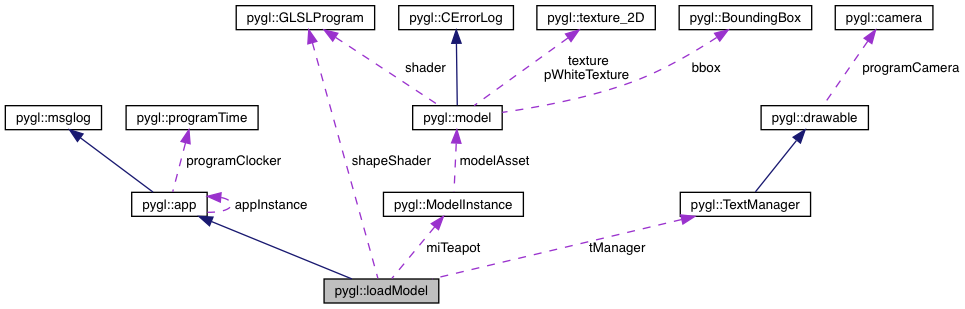 pygl::GLSLProgram
pygl::CErrorLog
pygl::texture_2D
pygl::BoundingBox
pygl::camera
shader
texture
pWhiteTexture
bbox
programCamera
pygl::msglog
pygl::programTime
pygl::model
pygl::drawable
programClocker
shapeShader
modelAsset
pygl::app
appInstance
pygl::ModelInstance
pygl::TextManager
miTeapot
tManager
pygl::loadModel